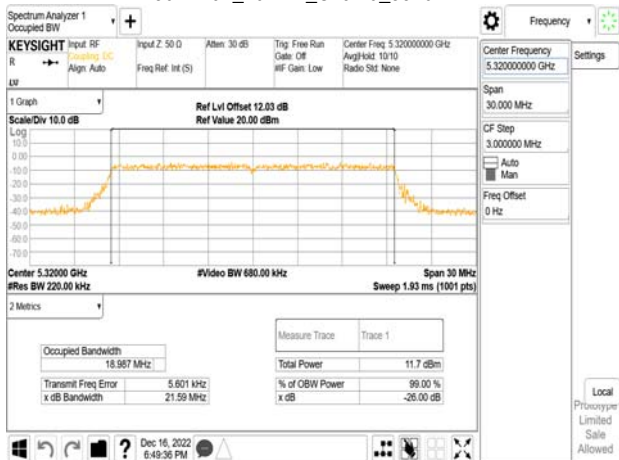 Spectrum Analyzer 1
Occupied BW
Frequency
KEYSIGHT
Input: RF
Coupling: DC
Align: Auto
Input Z: 50 Ω
Freq Ref: Int (S)
Atten: 30 dB
Trig: Free Run
Gate: Off
#IF Gain: Low
Center Freq: 5.320000000 GHz
Avg|Hold: 10/10
Radio Std: None
R
LXI
1 Graph
Scale/Div 10.0 dB
Ref Lvl Offset 12.03 dB
Ref Value 20.00 dBm
Log
10.0
0.00
-10.0
-20.0
-30.0
-40.0
-50.0
-60.0
-70.0
Center 5.32000 GHz
#Video BW 680.00 kHz
Span 30 MHz
#Res BW 220.00 kHz
Sweep 1.93 ms (1001 pts)
2 Metrics
Measure Trace Trace 1
Occupied Bandwidth
18.987 MHz
Total Power 11.7 dBm
Transmit Freq Error 5.601 kHz
% of OBW Power 99.00 %
x dB Bandwidth 21.59 MHz
x dB -26.00 dB
Dec 16, 2022
6:49:36 PM
Center Frequency
5.320000000 GHz
Settings
Span
30.000 MHz
CF Step
3.000000 MHz
Auto
Man
Freq Offset
0 Hz
Local
Prototype
Limited
Sale
Allowed